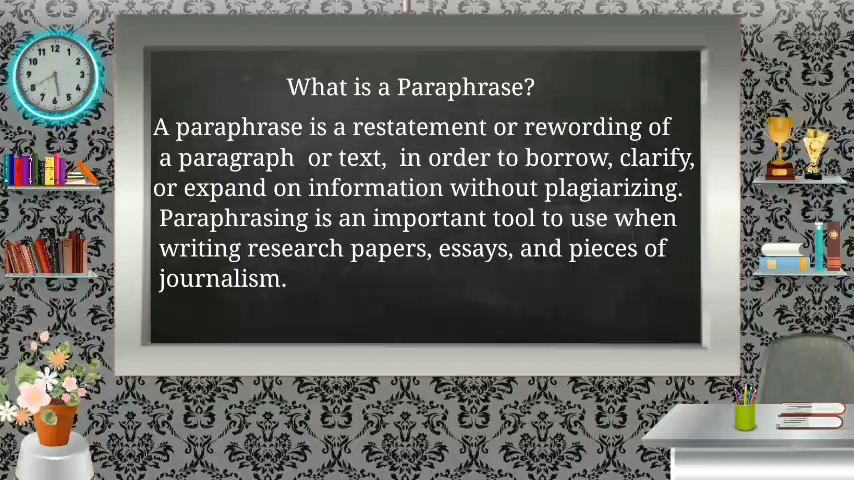 What is a Paraphrase?
A paraphrase is a restatement or rewording of
a paragraph or text, in order to borrow, clarify,
or expand on information without plagiarizing.
Paraphrasing is an important tool to use when
writing research papers, essays, and pieces of
journalism.